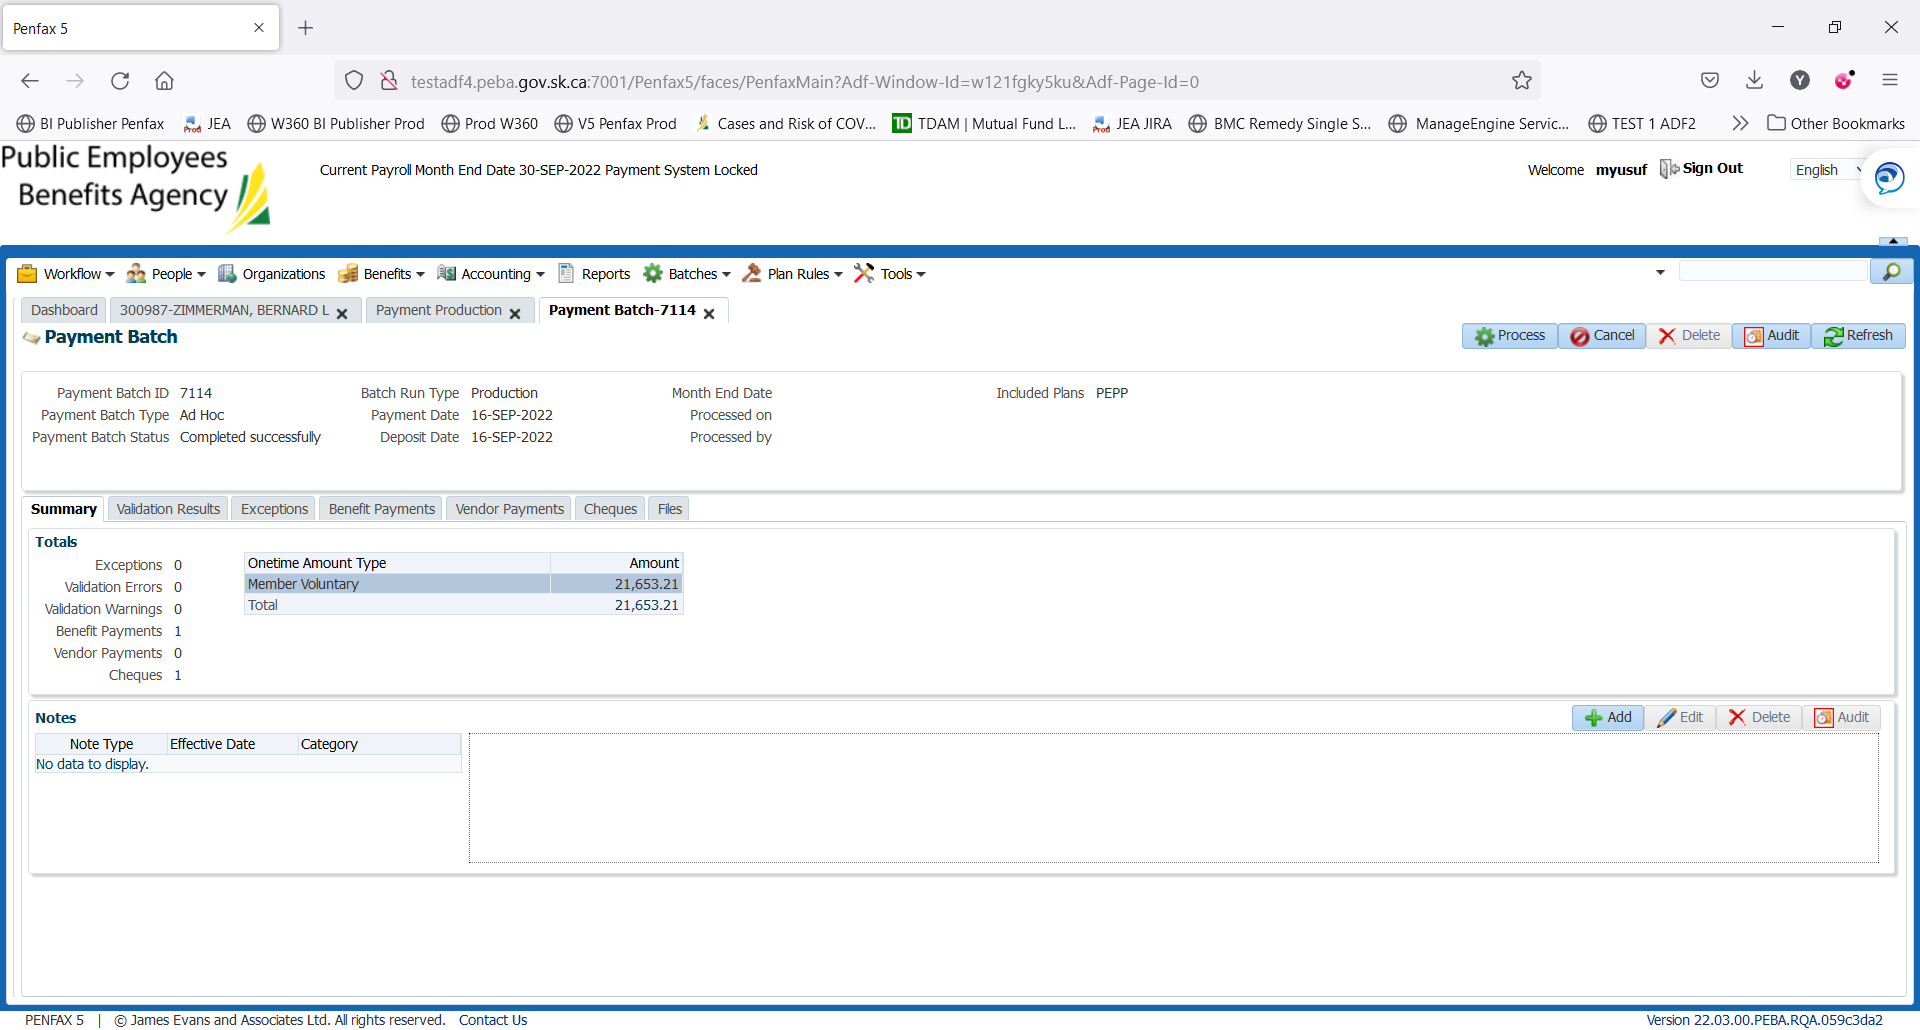 Penfax 5
testadf4.peba.gov.sk.ca:7001/Penfax5/faces/PenfaxMain?Adf-Window-Id=w121fgky5ku&Adf-Page-Id=0
Y
BI Publisher Penfax JEA W360 BI Publisher Prod Prod W360 V5 Penfax Prod Cases and Risk of COV... TD TDAM | Mutual Fund L... Prod JEA JIRA BMC Remedy Single S... ManageEngine Servic... TEST 1 ADF2 Other Bookmarks
Public Employees
Benefits Agency
Current Payroll Month End Date 30-SEP-2022 Payment System Locked
Welcome myusuf Sign Out English
Workflow People Organizations Benefits Accounting Reports Batches Plan Rules Tools
Dashboard 300987-ZIMMERMAN, BERNARD L Payment Production Payment Batch-7114
Payment Batch
Process Cancel Delete Audit Refresh
Payment Batch ID 7114 Batch Run Type Production Month End Date Included Plans PEPP
Payment Batch Type Ad Hoc Payment Date 16-SEP-2022 Processed on
Payment Batch Status Completed successfully Deposit Date 16-SEP-2022 Processed by
Summary Validation Results Exceptions Benefit Payments Vendor Payments Cheques Files
Totals
Exceptions 0
Validation Errors 0
Validation Warnings 0
Benefit Payments 1
Vendor Payments 0
Cheques 1
Onetime Amount Type Amount
Member Voluntary 21,653.21
Total 21,653.21
Notes
Add Edit Delete Audit
Note Type Effective Date Category
No data to display.
PENFAX 5 | © James Evans and Associates Ltd. All rights reserved. Contact Us
Version 22.03.00.PEBA.RQA.059c3da2